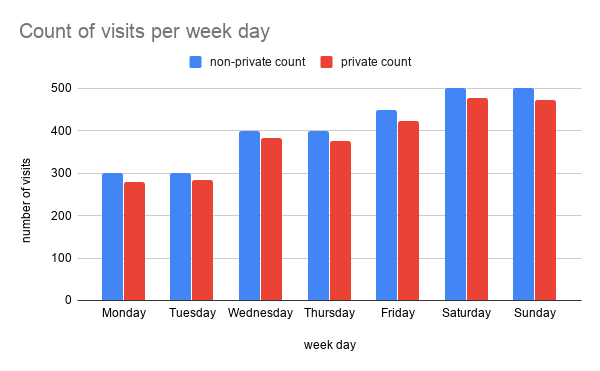 Count of visits per week day
non-private count private count
500
400
300
200
100
0
number of visits
Monday Tuesday Wednesday Thursday Friday Saturday Sunday
week day